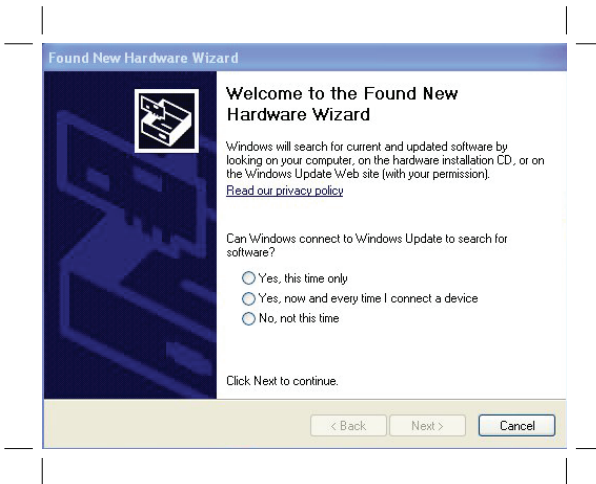 Found New Hardware Wizard
Welcome to the Found New
Hardware Wizard
Windows will search for current and updated software by
looking on your computer, on the hardware installation CD, or on
the Windows Update Web site (with your permission).
Read our privacy policy
Can Windows connect to Windows Update to search for
software?
Yes, this time only
Yes, now and every time I connect a device
No, not this time
Click Next to continue.
< Back Next > Cancel